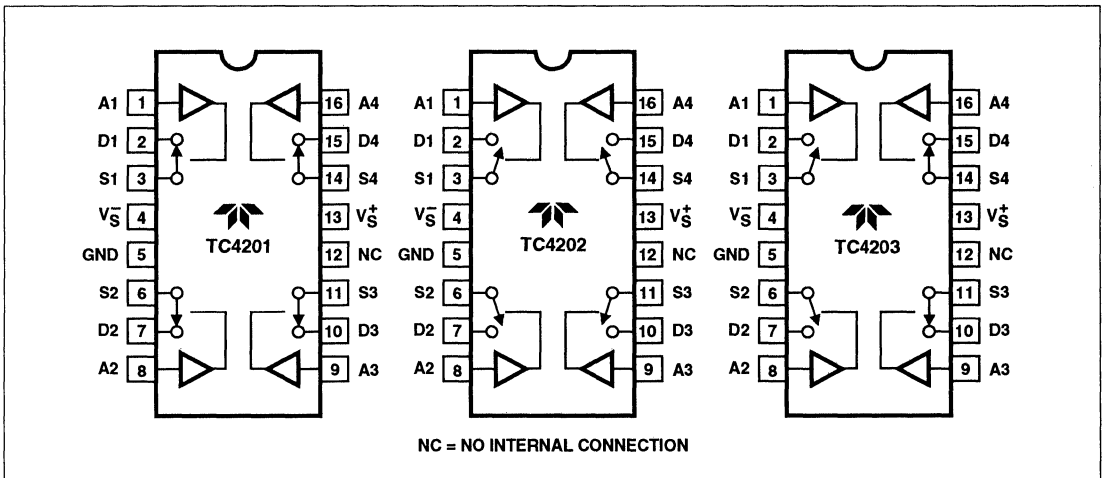 A1 1 16 A4 A1 1 16 A4 A1 1 16 A4
D1 2 15 D4 D1 2 15 D4 D1 2 15 D4
S1 3 14 S4 S1 3 14 S4 S1 3 14 S4
V_S^- 4 13 V_S^+ V_S^- 4 13 V_S^+ V_S^- 4 13 V_S^+
TC4201 TC4202 TC4203
GND 5 12 NC GND 5 12 NC GND 5 12 NC
S2 6 11 S3 S2 6 11 S3 S2 6 11 S3
D2 7 10 D3 D2 7 10 D3 D2 7 10 D3
A2 8 9 A3 A2 8 9 A3 A2 8 9 A3
NC = NO INTERNAL CONNECTION